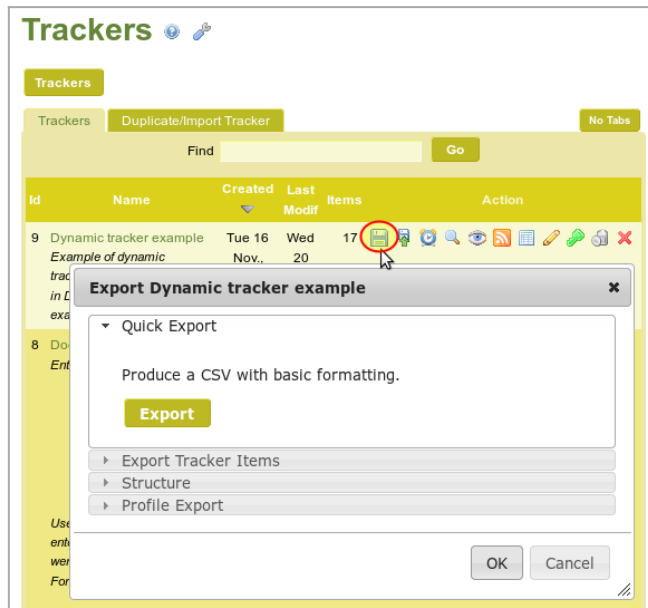 Trackers
Trackers
Trackers Duplicate/Import Tracker No Tabs
Find Go
Id Name Created Last Modif Items Action
9 Dynamic tracker example Tue 16 Wed 17
Example of dynamic Nov., 20
in
Export Dynamic tracker example
Quick Export
8
Produce a CSV with basic formatting.
Export
Export Tracker Items
Structure
Profile Export
OK Cancel
For